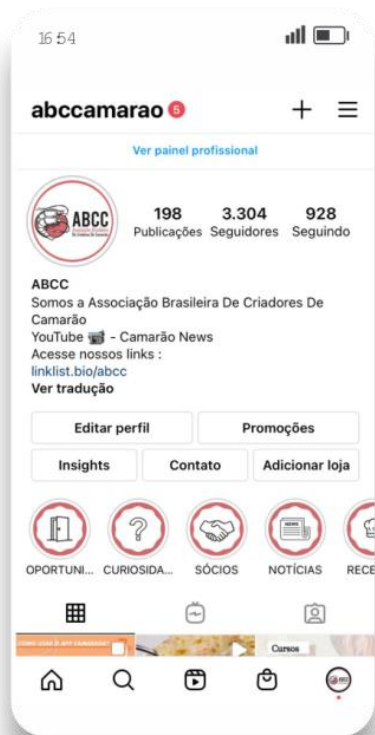 16:54
abccamarao 5
Ver painel profissional
ABCC
198 3.304 928
Publicações Seguidores Seguindo
ABCC
Somos a Associação Brasileira De Criadores De
Camarão
YouTube - Camarão News
Acesse nossos links :
linklist.bio/abcc
Ver tradução
Editar perfil Promoções
Insights Contato Adicionar loja
NEWS
OPORTUNI... CURIOSIDA... SÓCIOS NOTÍCIAS RECE
Cursos